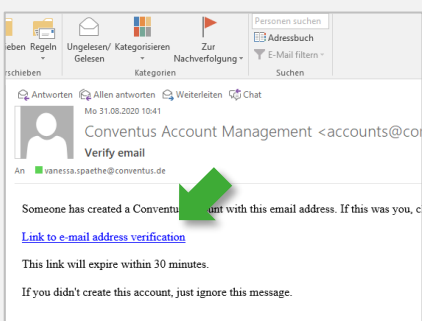 Personen suchen
Adressbuch
E-Mail filtern
ieben Regeln Ungelesen/ Kategorisieren Zur
Gelesen Nachverfolgung
rschieben Kategorien Suchen
Antworten Allen antworten Weiterleiten Chat
Mo 31.08.2020 10:41
Conventus Account Management <accounts@co
Verify email
An vanessa.spaethe@conventus.de
Someone has created a Conventus unt with this email address. If this was you, c
Link to e-mail address verification
This link will expire within 30 minutes.
If you didn't create this account, just ignore this message.